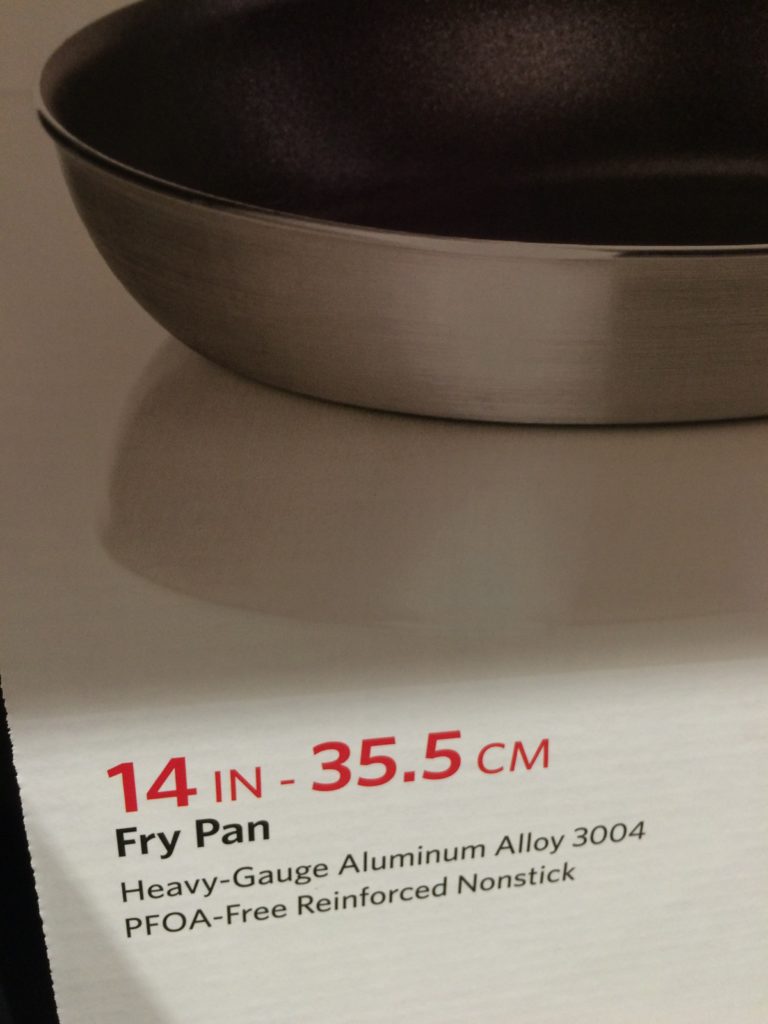 14 IN - 35.5 CM
Fry Pan
Heavy-Gauge Aluminum Alloy 3004
PFOA-Free Reinforced Nonstick